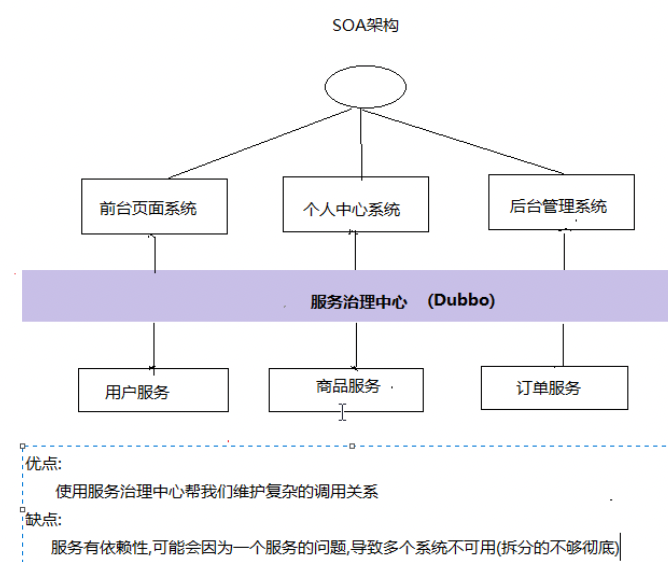 SOA架构
前台页面系统
个人中心系统
后台管理系统
服务治理中心 (Dubbo)
用户服务
商品服务
订单服务
优点:
使用服务治理中心帮我们维护复杂的调用关系
缺点:
服务有依赖性,可能会因为一个服务的问题,导致多个系统不可用(拆分的不够彻底)